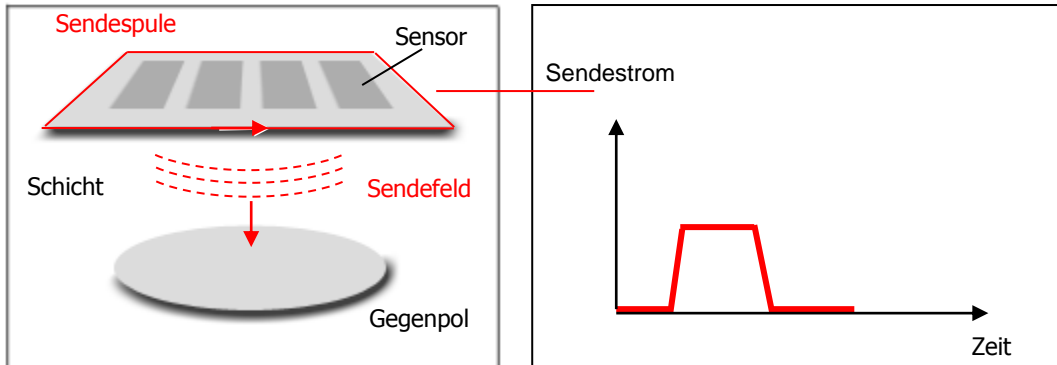 Sendespule
Sensor
Schicht
Sendefeld
Gegenpol
Sendestrom
Zeit